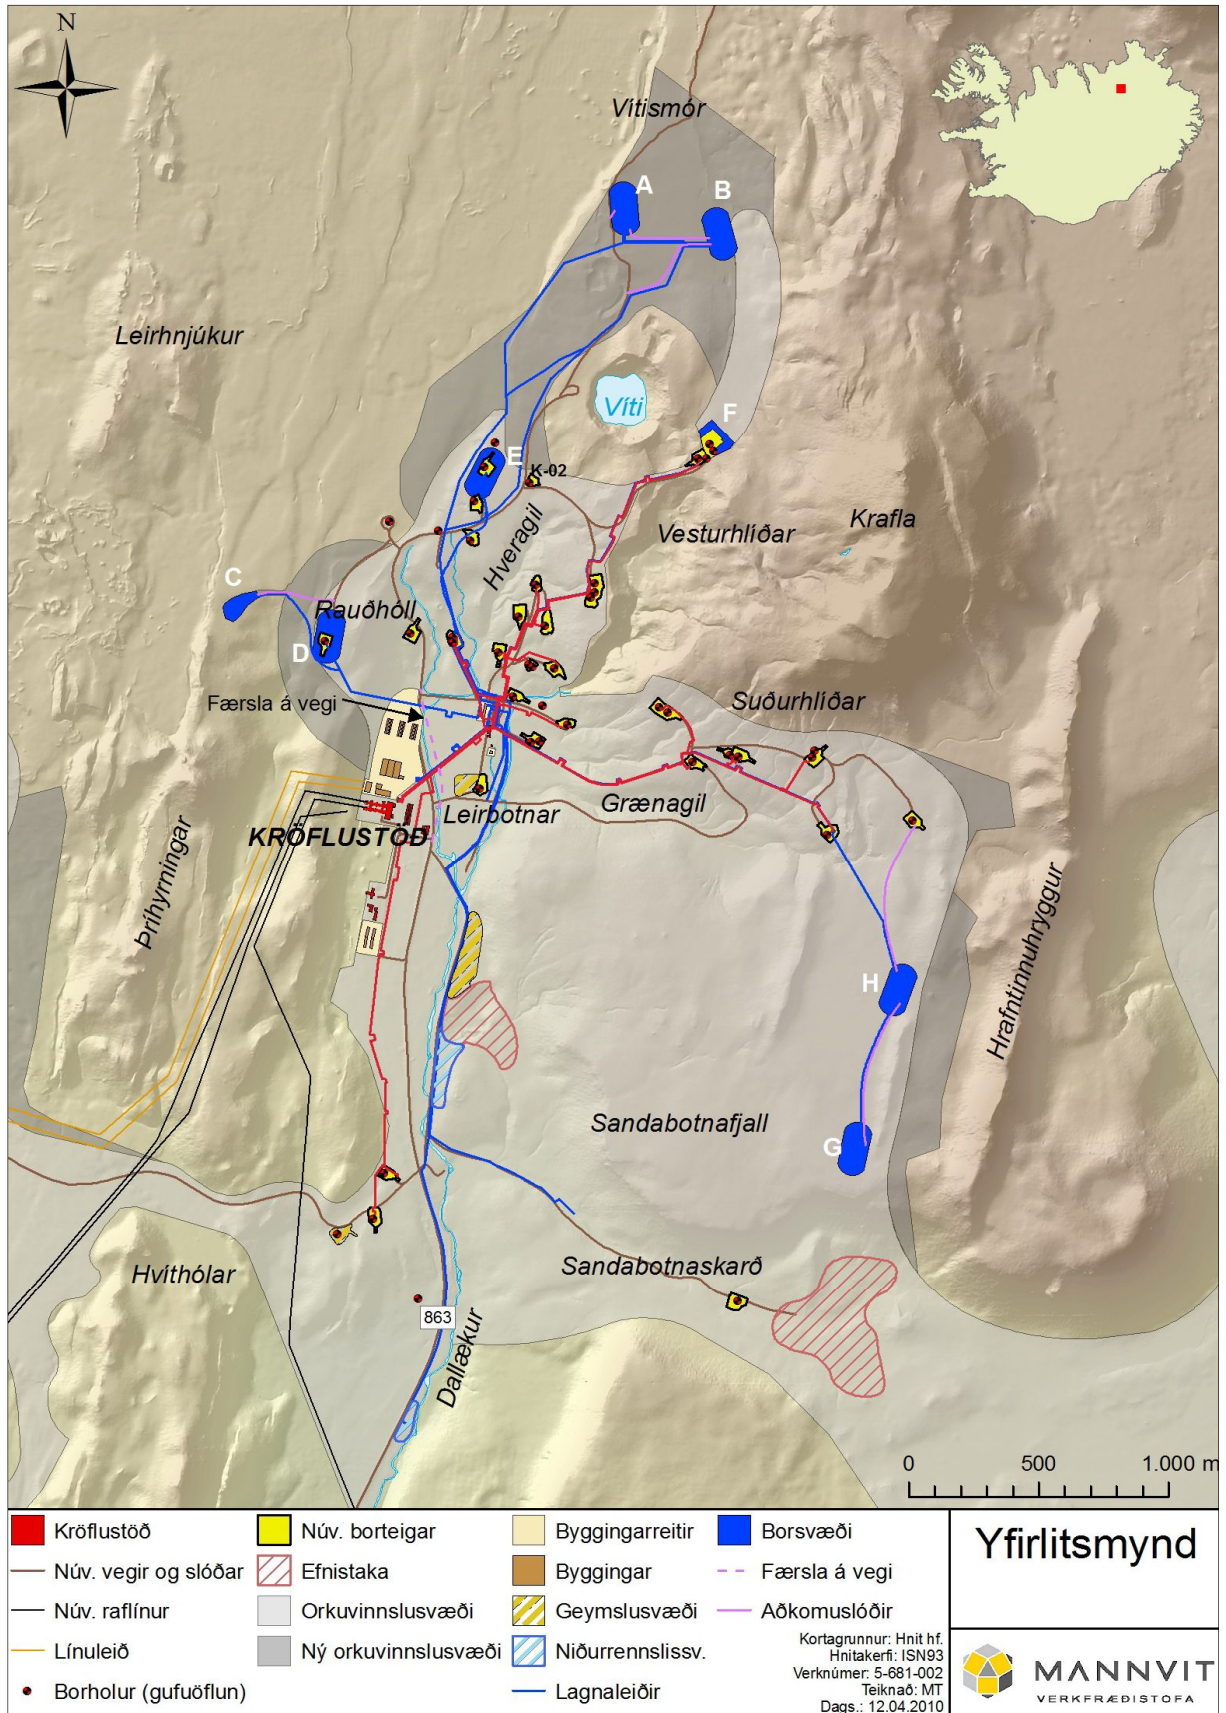 N
Vítismór
A
B
Leirhnjúkur
Víti
F
E
K-02
Hveragil
Vesturhlíðar
Krafla
C
Rauðhóll
D
Færsla á vegi
Suðurhlíðar
Leirbotnar
Grænagil
KRÖFLUSTÖÐ
Þríhyrningar
Hrafntinnuhryggur
H
Sandabotnafjall
G
Hvíthólar
Sandabotnaskarð
863
Dallækur
0 500 1.000 m
Kröflustöð
Núv. vegir og slóðar
Núv. raflínur
Línuleið
Borholur (gufuöflun)
Núv. borteigar
Efnistaka
Orkuvinnslusvæði
Ný orkuvinnslusvæði
Byggingarreitir
Byggingar
Geymslusvæði
Niðurrennslissv.
Lagnaleiðir
Borsvæði
Færsla á vegi
Aðkomuslóðir
Kortagrunnur: Hnit hf.
Hnitakerfi: ISN93
Verknúmer: 5-681-002
Teiknað: MT
Dags.: 12.04.2010
Yfirlitsmynd
MANNVIT
VERKFRÆÐISTOFA